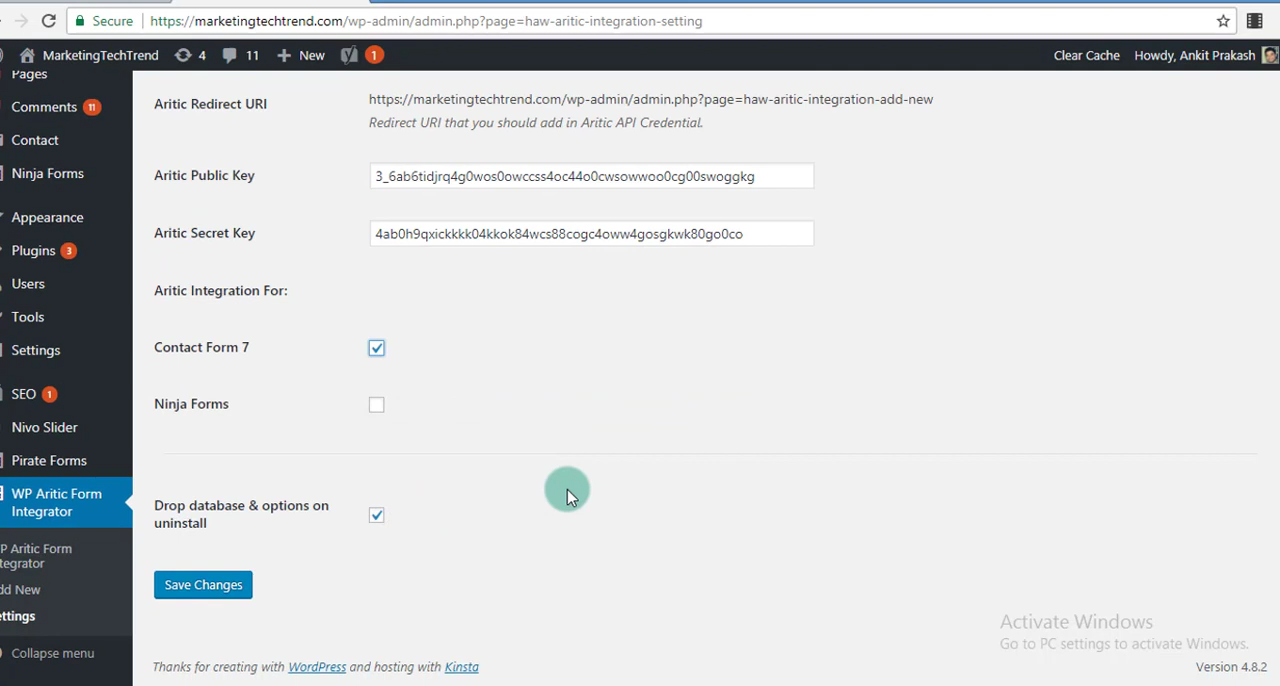 Secure https://marketingtechtrend.com/wp-admin/admin.php?page=haw-aritic-integration-setting
MarketingTechTrend 4 11 New 1 Clear Cache Howdy, Ankit Prakash
Pages
Comments 11
Contact
Ninja Forms
Appearance
Plugins 3
Users
Tools
Settings
SEO 1
Nivo Slider
Pirate Forms
WP Aritic Form
Integrator
P Aritic Form
tegrator
dd New
ettings
Collapse menu
Aritic Redirect URI https://marketingtechtrend.com/wp-admin/admin.php?page=haw-aritic-integration-add-new
Redirect URI that you should add in Aritic API Credential.
Aritic Public Key 3_6ab6tidjrq4g0wos0owccss4oc44o0cwsowwoo0cg00swoggkg
Aritic Secret Key 4ab0h9qxickkkk04kkok84wcs88cogc4oww4gosgkwk80go0co
Aritic Integration For:
Contact Form 7
Ninja Forms
Drop database & options on
uninstall
Save Changes
Activate Windows
Go to PC settings to activate Windows.
Thanks for creating with WordPress and hosting with Kinsta
Version 4.8.2